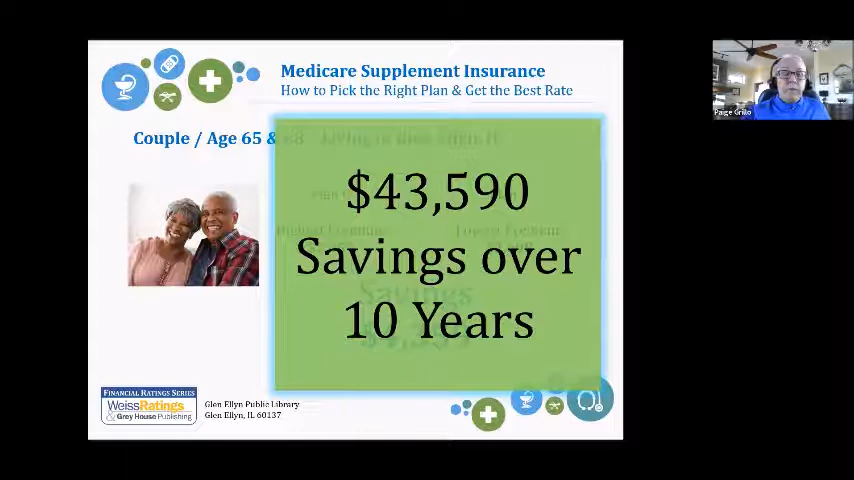 Medicare Supplement Insurance
How to Pick the Right Plan & Get the Best Rate
Couple / Age 65 & 68
$43,590
Savings over
10 Years
Savings
FINANCIAL RATINGS SERIES
WeissRatings
& Grey House Publishing
Glen Ellyn Public Library
Glen Ellyn, IL 60137
Paige Grillo